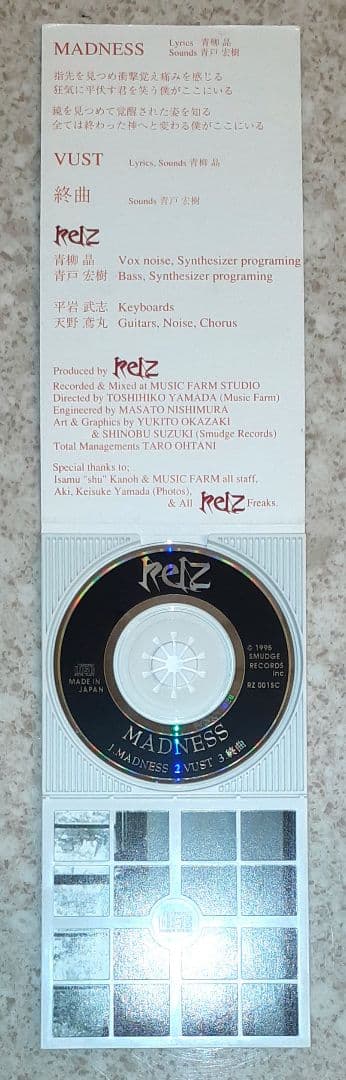 MADNESS Lyrics 青柳 晶
Sounds 青戸 宏樹
指先を見つめ衝撃覚え痛みを感じる
狂気に平伏す君を笑う僕がここにいる
鏡を見つめて覚醒された姿を知る
全ては終わった神へと変わる僕がここにいる
VUST Lyrics, Sounds 青柳 晶
終曲 Sounds 青戸 宏樹
kelz
青柳 晶 Vox noise, Synthesizer programing
青戸 宏樹 Bass, Synthesizer programing
平岩 武志 Keyboards
天野 鳶丸 Guitars, Noise, Chorus
Produced by kelz
Recorded & Mixed at MUSIC FARM STUDIO
Directed by TOSHIHIKO YAMADA (Music Farm)
Engineered by MASATO NISHIMURA
Art & Graphics by YUKITO OKAZAKI
& SHINOBU SUZUKI (Smudge Records)
Total Managements TARO OHTANI
Special thanks to;
Isamu "shu" Kanoh & MUSIC FARM all staff,
Aki, Keisuke Yamada (Photos),
& All kelz Freaks.
kelz
MADE IN
JAPAN
© 1995
SMUDGE
RECORDS
inc
RZ 001SC
MADNESS
1.MADNESS 2.VUST 3.終曲